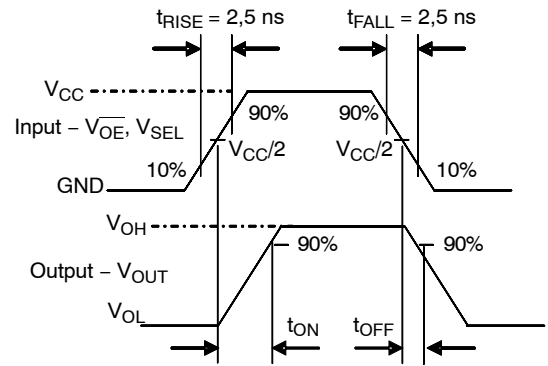 tRISE = 2,5 ns
tFALL = 2,5 ns
VCC
90%
90%
Input – VOE, VSEL
VCC/2
VCC/2
10%
10%
GND
VOH
90%
90%
Output – VOUT
VOL
tON
tOFF